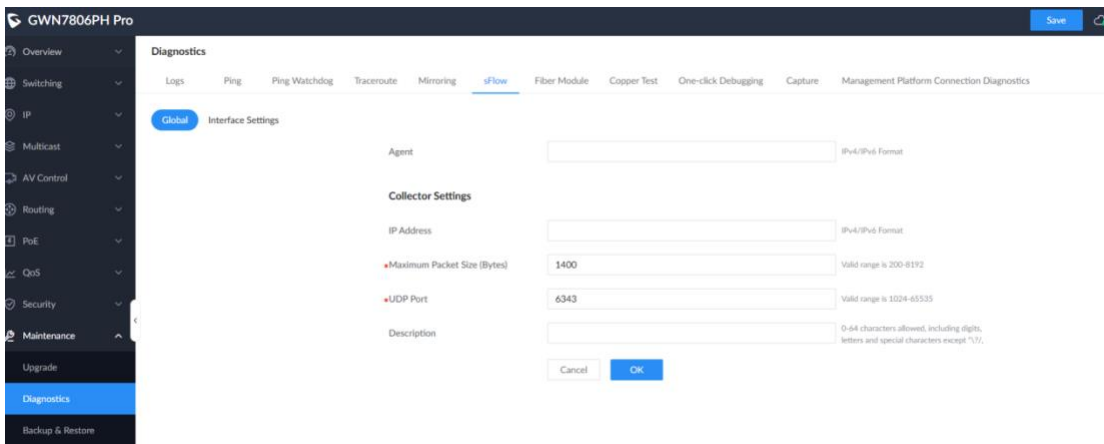 GWN7806PH Pro
Save
Overview
Switching
IP
Multicast
AV Control
Routing
PoE
QoS
Security
Maintenance
Upgrade
Diagnostics
Backup & Restore
Diagnostics
Logs Ping Ping Watchdog Traceroute Mirroring sFlow Fiber Module Copper Test One-click Debugging Capture Management Platform Connection Diagnostics
Global Interface Settings
Agent IPv4/IPv6 Format
Collector Settings
IP Address IPv4/IPv6 Format
*Maximum Packet Size (Bytes) 1400 Valid range is 200-8192
*UDP Port 6343 Valid range is 1024-65535
Description 0-64 characters allowed, including digits,
letters and special characters except "\?/,
Cancel OK